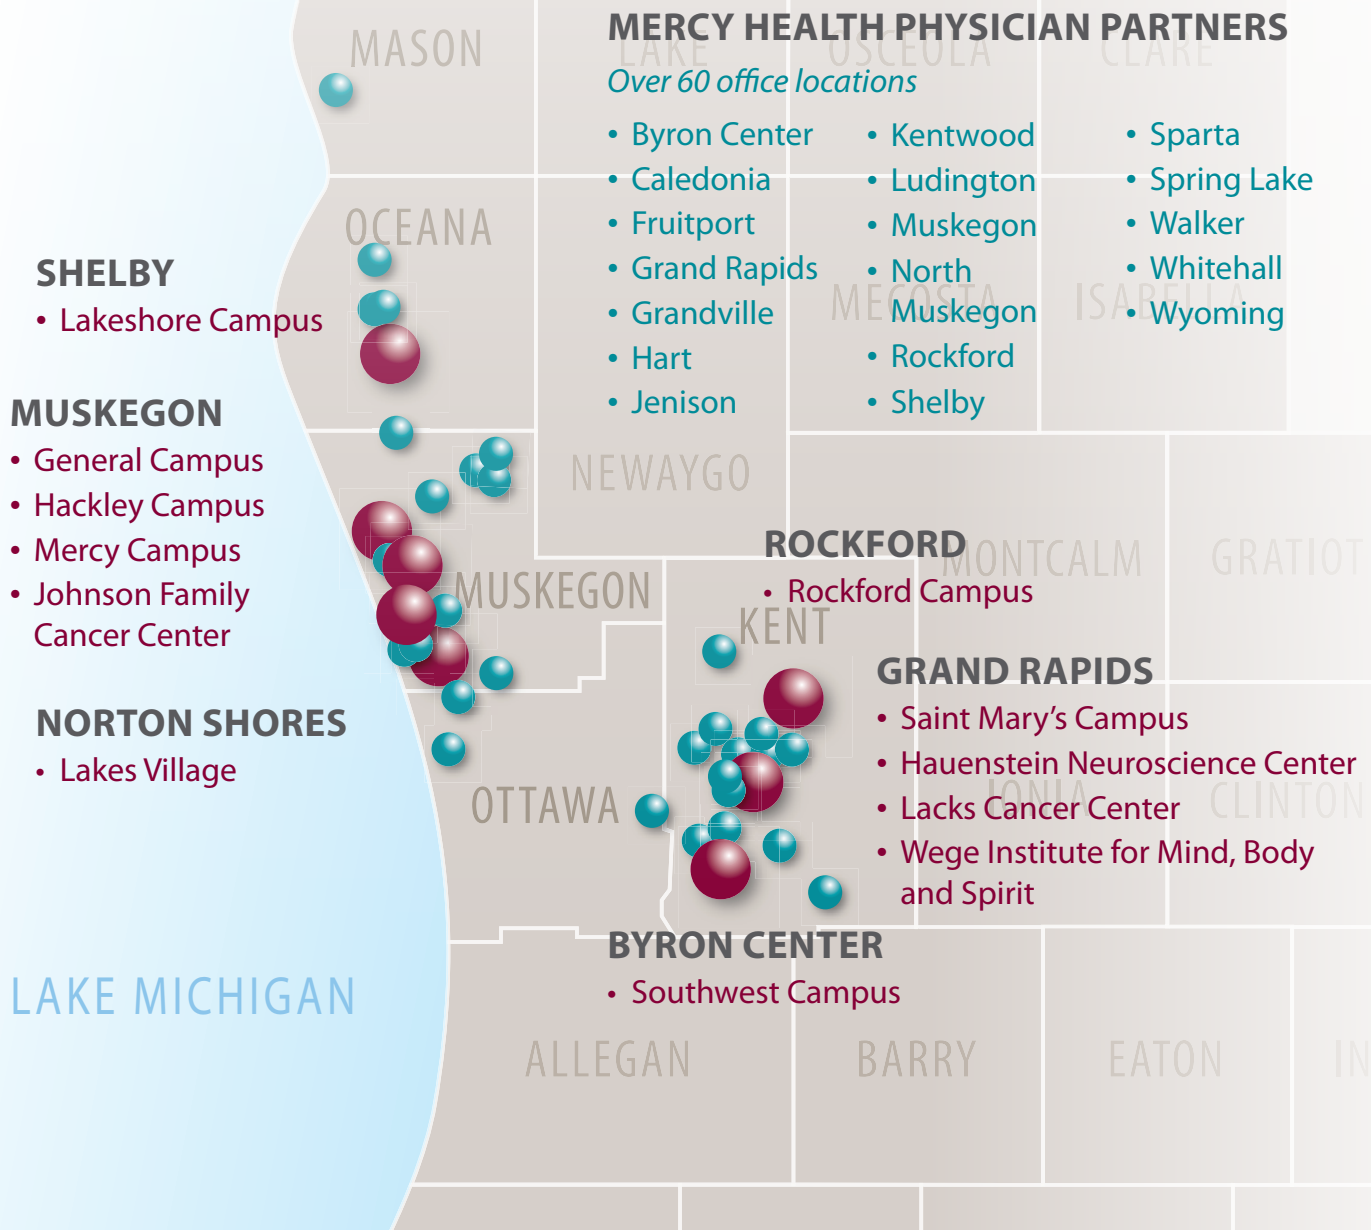 MERCY HEALTH PHYSICIAN PARTNERS
Over 60 office locations
• Byron Center
• Caledonia
• Fruitport
• Grand Rapids
• Grandville
• Hart
• Jenison
• Kentwood
• Ludington
• Muskegon
• North
Muskegon
• Rockford
• Shelby
• Sparta
• Spring Lake
• Walker
• Whitehall
• Wyoming
MASON
LAKE
OSCEOLA
CLARE
OCEANA
MECOSTA
ISABELLA
SHELBY
• Lakeshore Campus
MUSKEGON
• General Campus
• Hackley Campus
• Mercy Campus
• Johnson Family
Cancer Center
NORTON SHORES
• Lakes Village
NEWAYGO
MONTCALM
GRATIOT
MUSKEGON
KENT
ROCKFORD
• Rockford Campus
GRAND RAPIDS
• Saint Mary’s Campus
• Hauenstein Neuroscience Center
• Lacks Cancer Center
• Wege Institute for Mind, Body
and Spirit
OTTAWA
IONIA
CLINTON
BYRON CENTER
• Southwest Campus
LAKE MICHIGAN
ALLEGAN
BARRY
EATON
IN